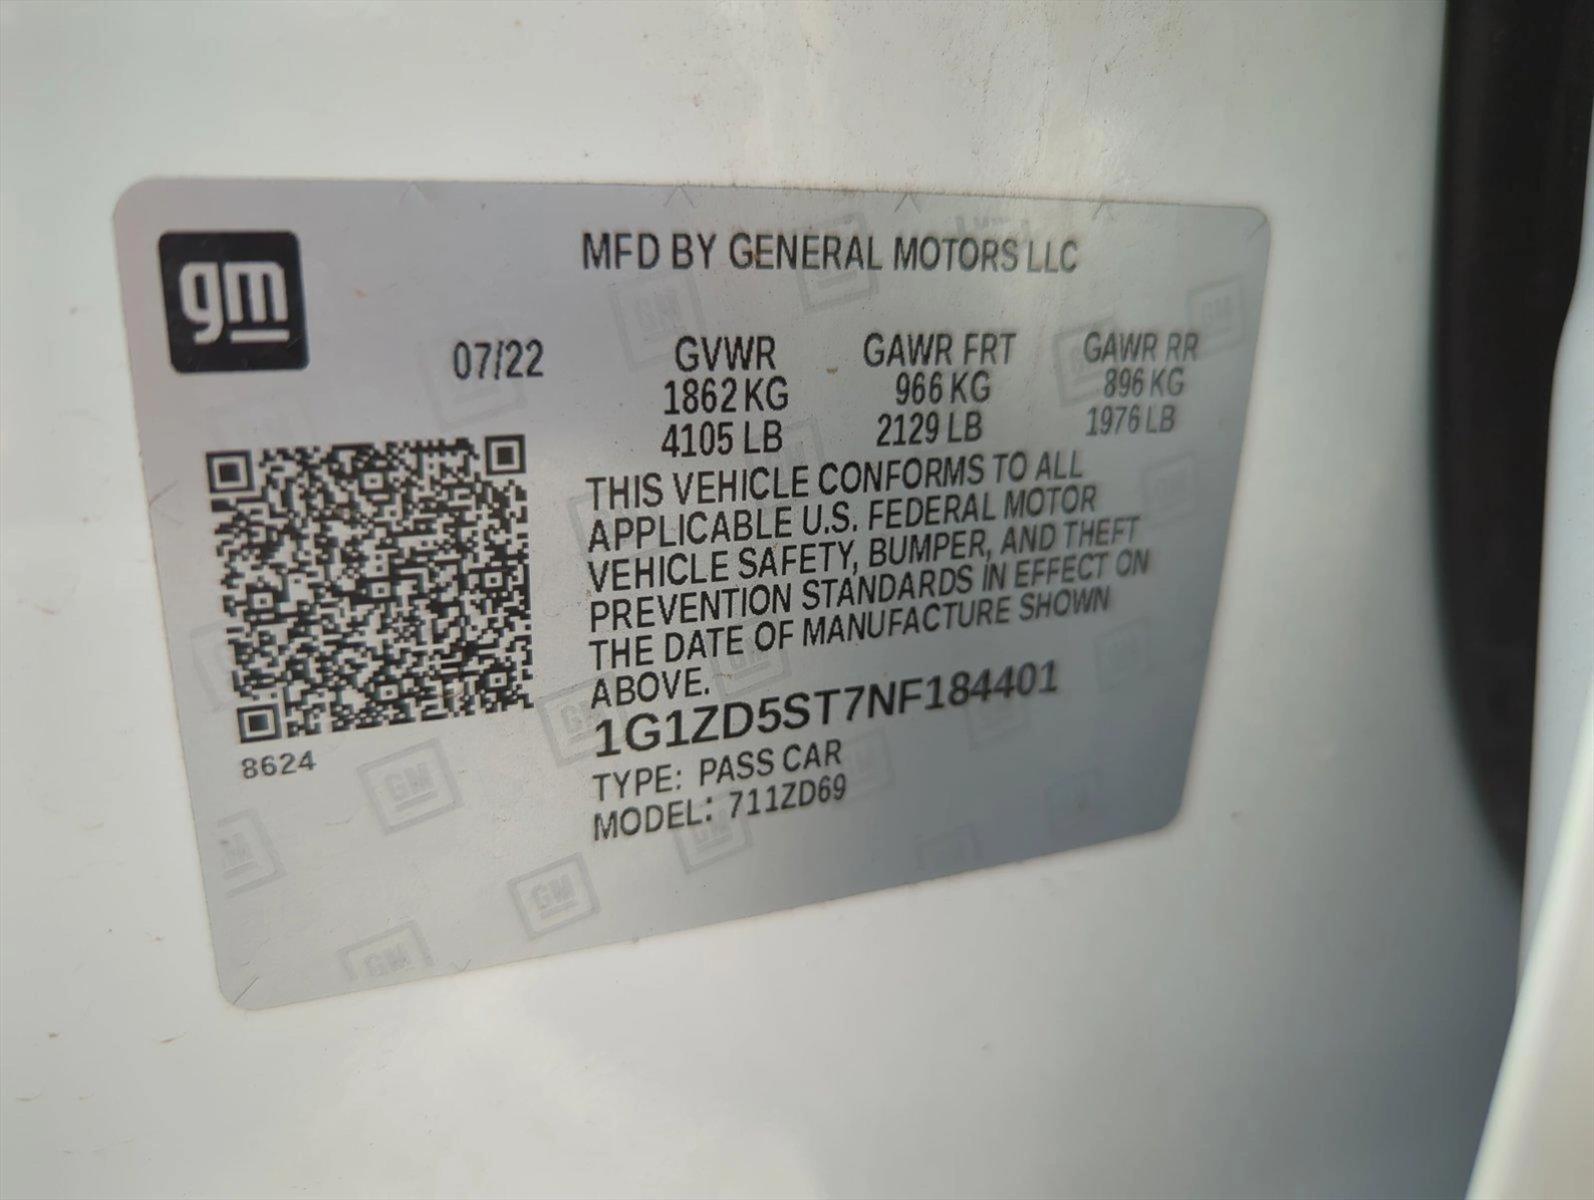 gm
MFD BY GENERAL MOTORS LLC
07/22
GVWR GAWR FRT GAWR RR
1862 KG 966 KG 896 KG
4105 LB 2129 LB 1976 LB
THIS VEHICLE CONFORMS TO ALL
APPLICABLE U.S. FEDERAL MOTOR
VEHICLE SAFETY, BUMPER, AND THEFT
PREVENTION STANDARDS IN EFFECT ON
THE DATE OF MANUFACTURE SHOWN
ABOVE.
1G1ZD5ST7NF184401
8624
TYPE: PASS CAR
MODEL: 711ZD69